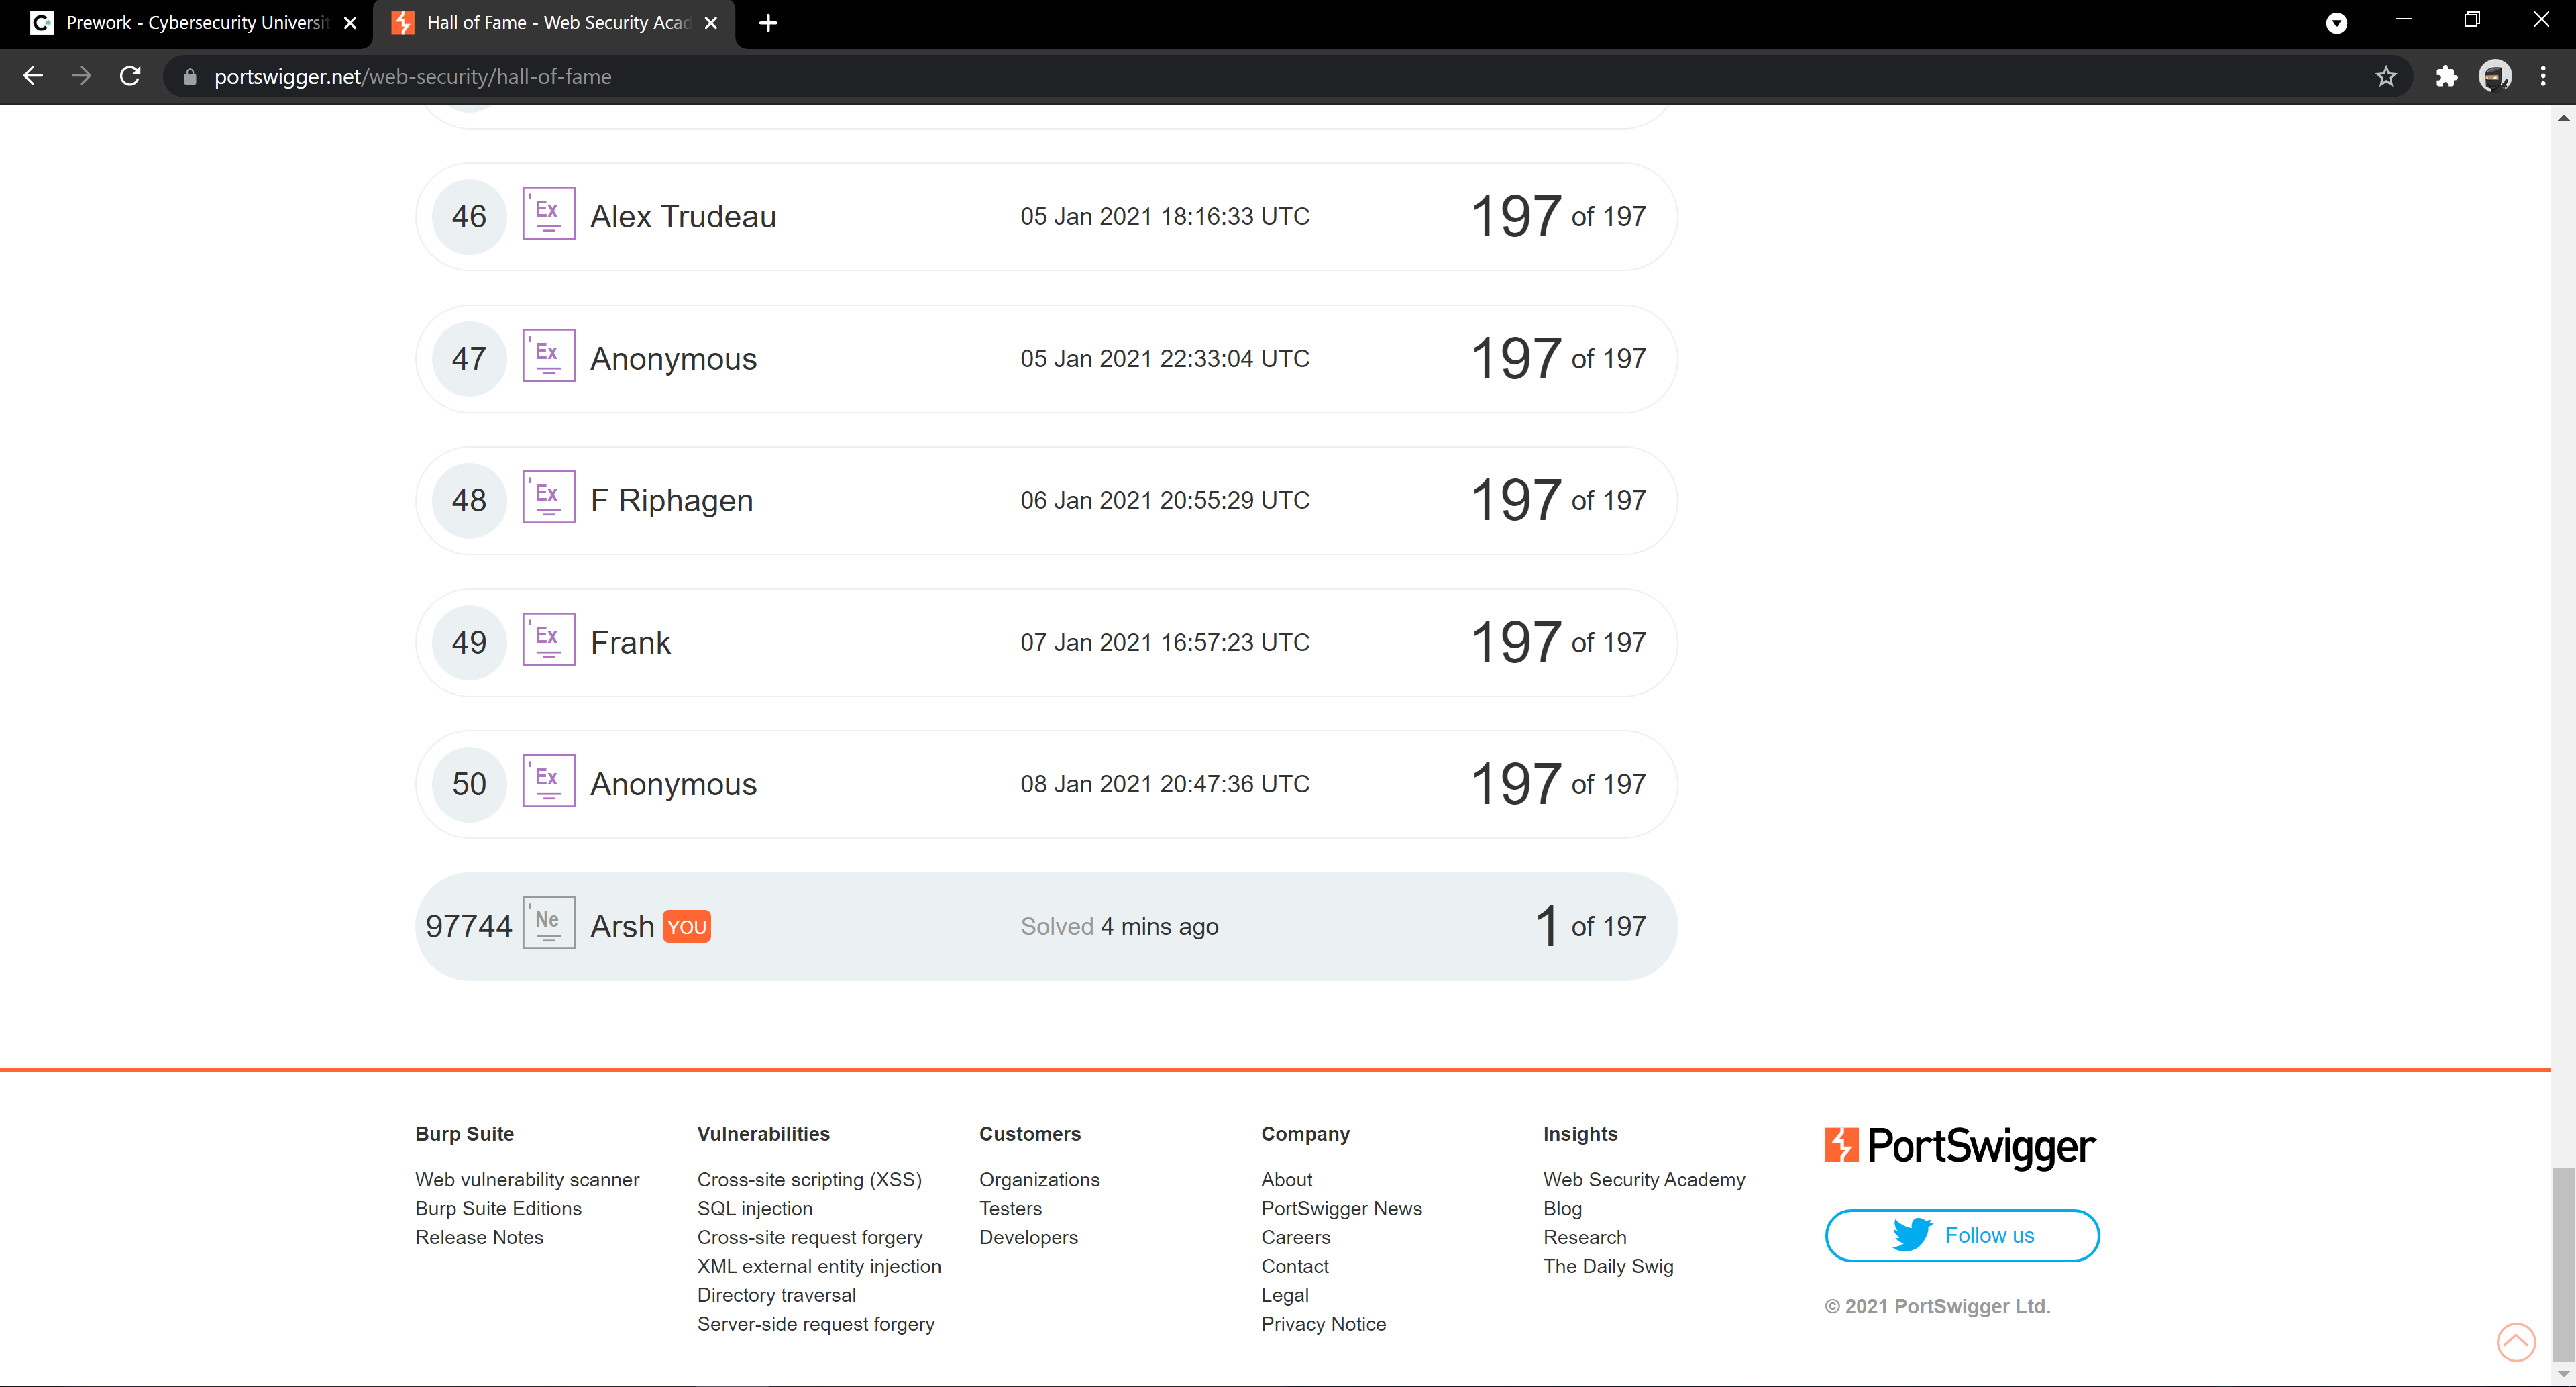 Prework - Cybersecurity Universit
Hall of Fame - Web Security Acad
portswigger.net/web-security/hall-of-fame
46 Ex Alex Trudeau 05 Jan 2021 18:16:33 UTC 197 of 197
47 Ex Anonymous 05 Jan 2021 22:33:04 UTC 197 of 197
48 Ex F Riphagen 06 Jan 2021 20:55:29 UTC 197 of 197
49 Ex Frank 07 Jan 2021 16:57:23 UTC 197 of 197
50 Ex Anonymous 08 Jan 2021 20:47:36 UTC 197 of 197
97744 Ne Arsh YOU Solved 4 mins ago 1 of 197
Burp Suite
Web vulnerability scanner
Burp Suite Editions
Release Notes
Vulnerabilities
Cross-site scripting (XSS)
SQL injection
Cross-site request forgery
XML external entity injection
Directory traversal
Server-side request forgery
Customers
Organizations
Testers
Developers
Company
About
PortSwigger News
Careers
Contact
Legal
Privacy Notice
Insights
Web Security Academy
Blog
Research
The Daily Swig
PortSwigger
Follow us
© 2021 PortSwigger Ltd.